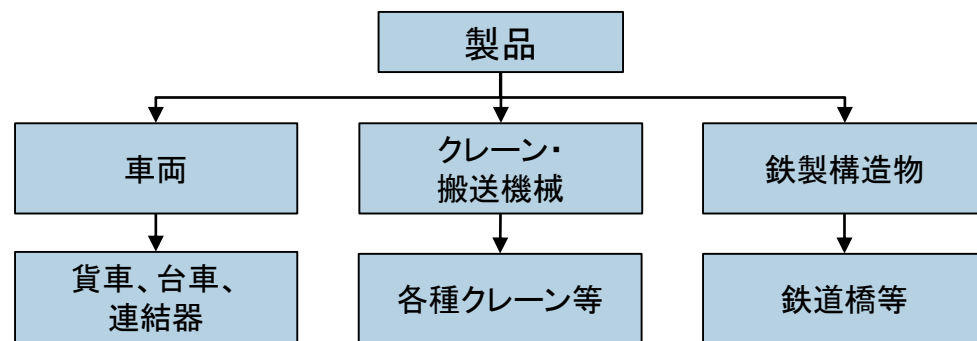 製品
車両
クレーン・
搬送機械
鉄製構造物
貨車、台車、
連結器
各種クレーン等
鉄道橋等